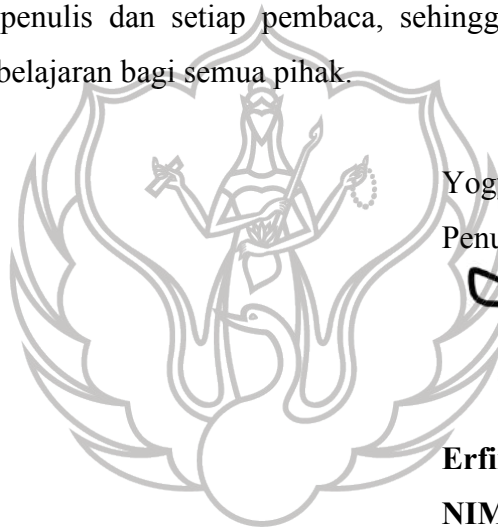 penulis dan setiap pembaca, sehingg
belajaran bagi semua pihak.
Yog
Penu
Erfi
NIM